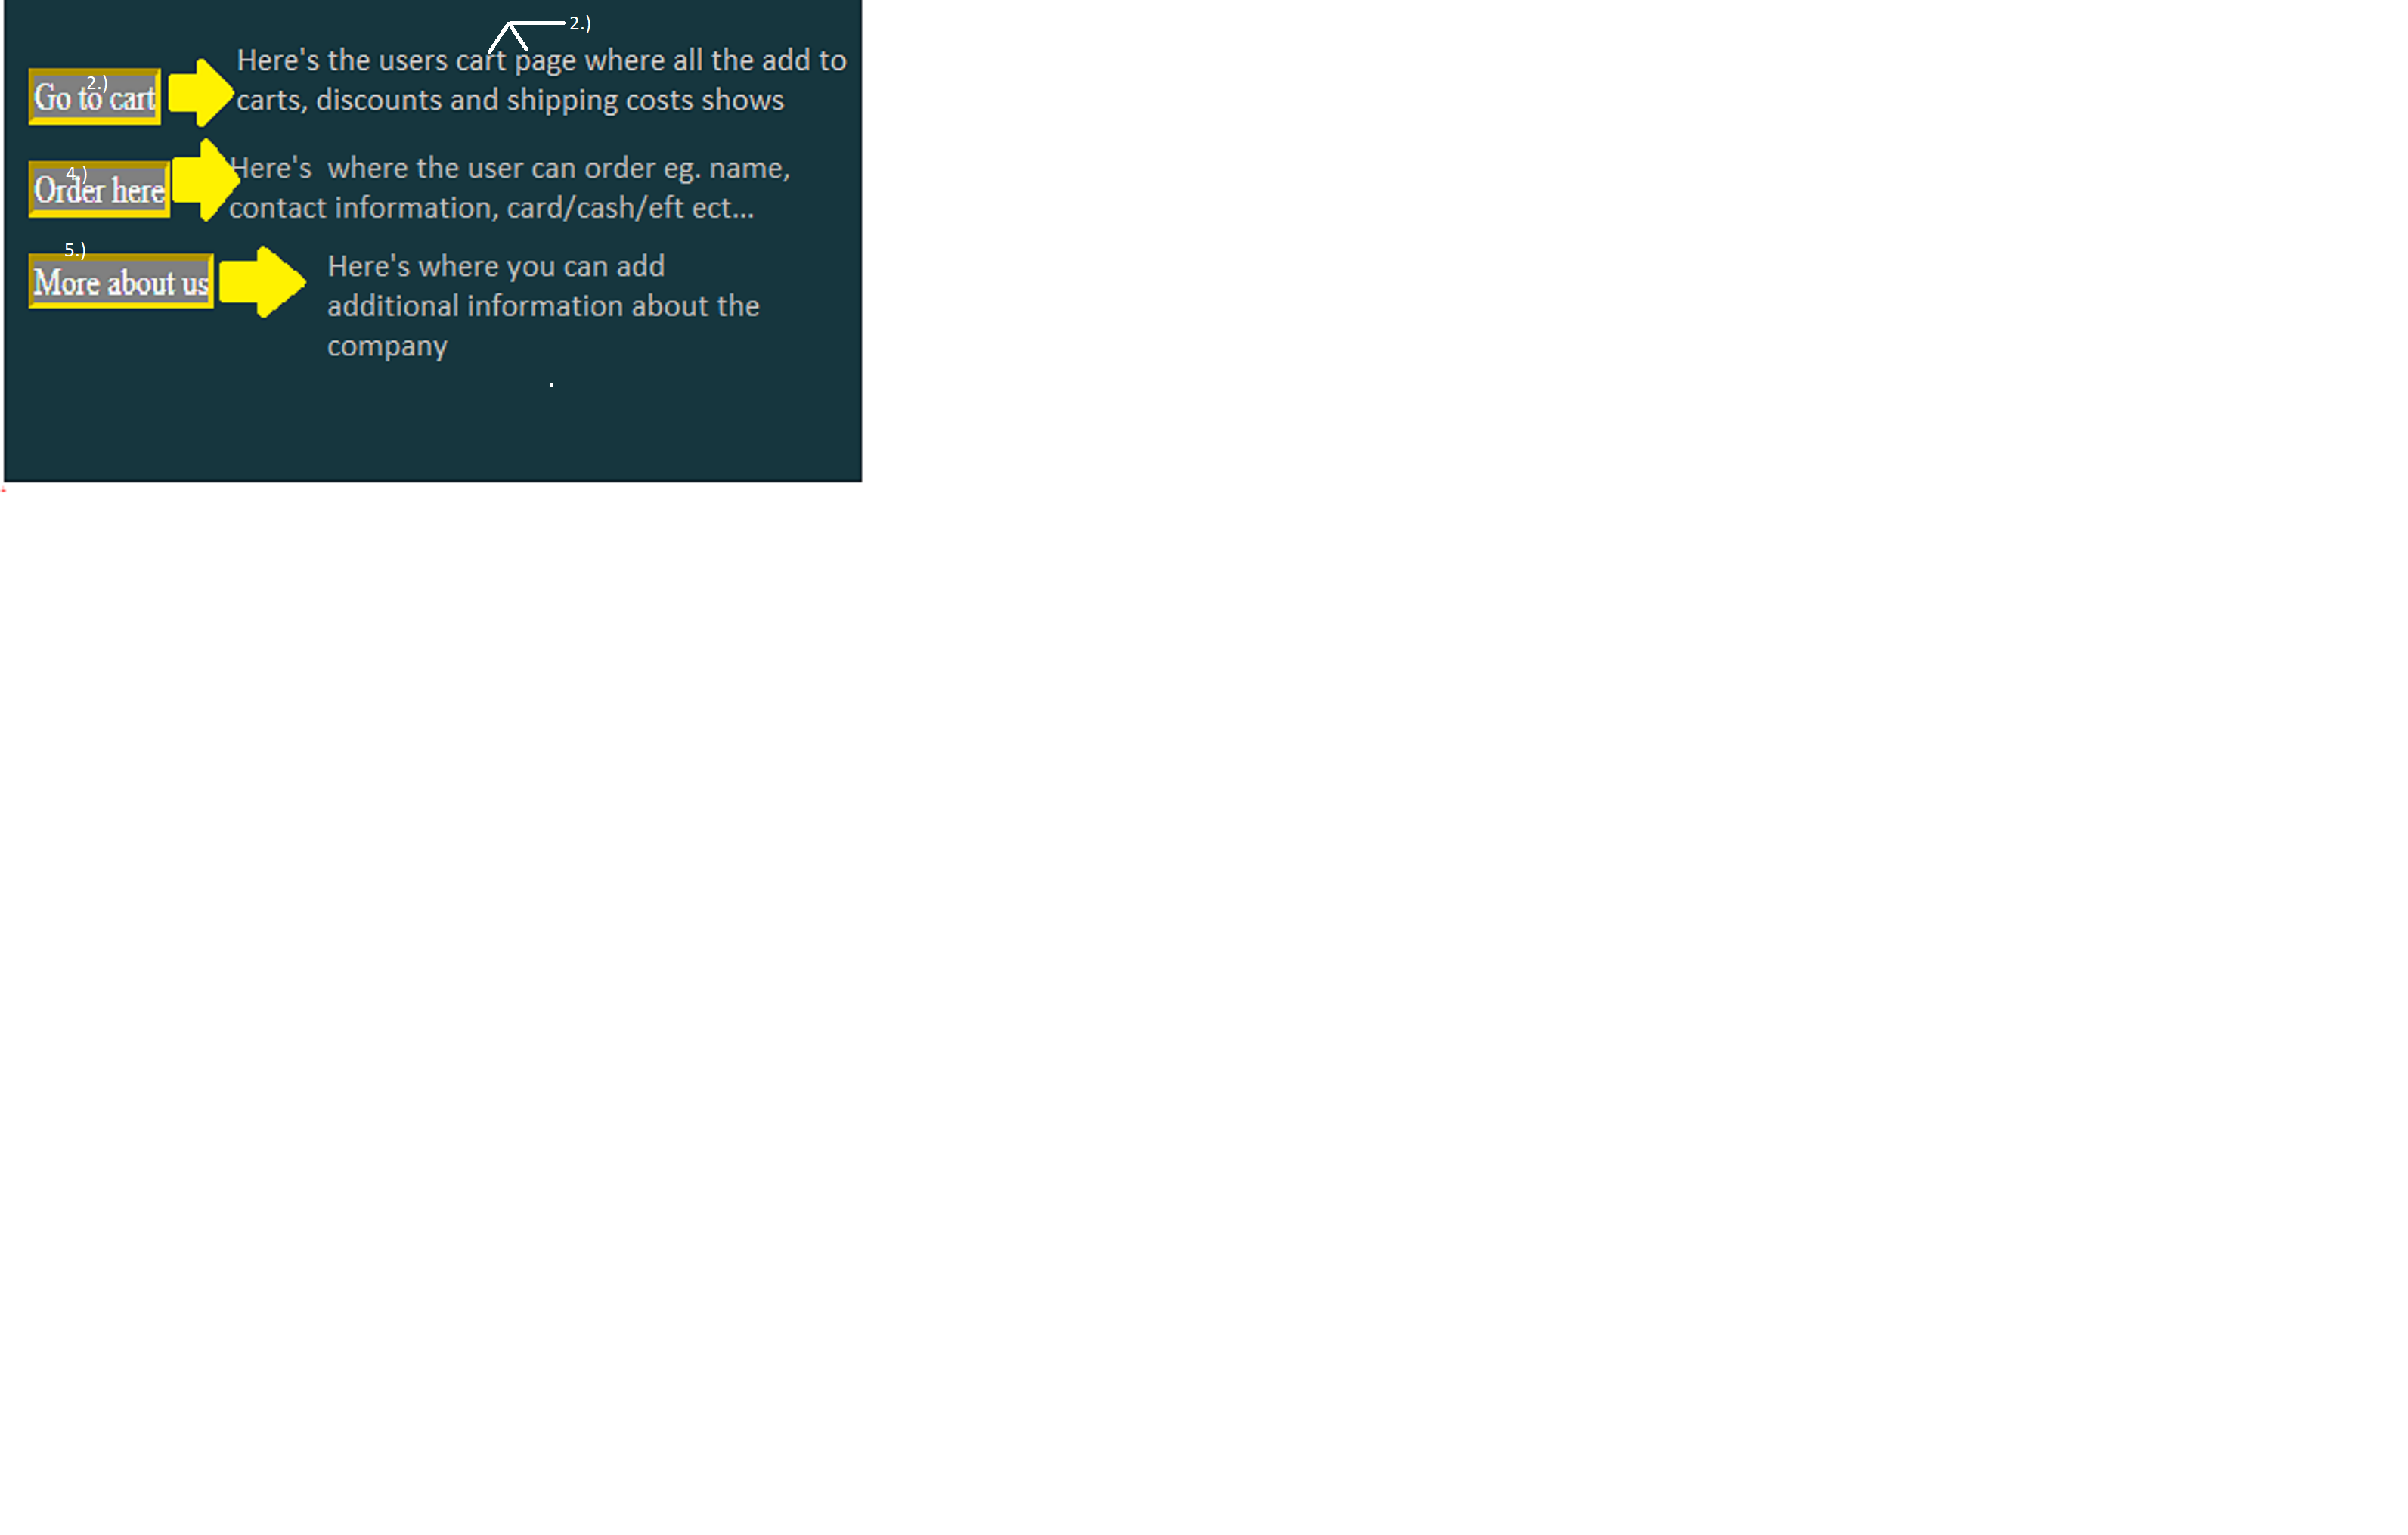 2.)
Here's the users cart page where all the add to
carts, discounts and shipping costs shows
2.)
Go to cart
Here's  where the user can order eg. name,
contact information, card/cash/eft ect...
4.)
Order here
5.)
More about us
Here's where you can add
additional information about the
company